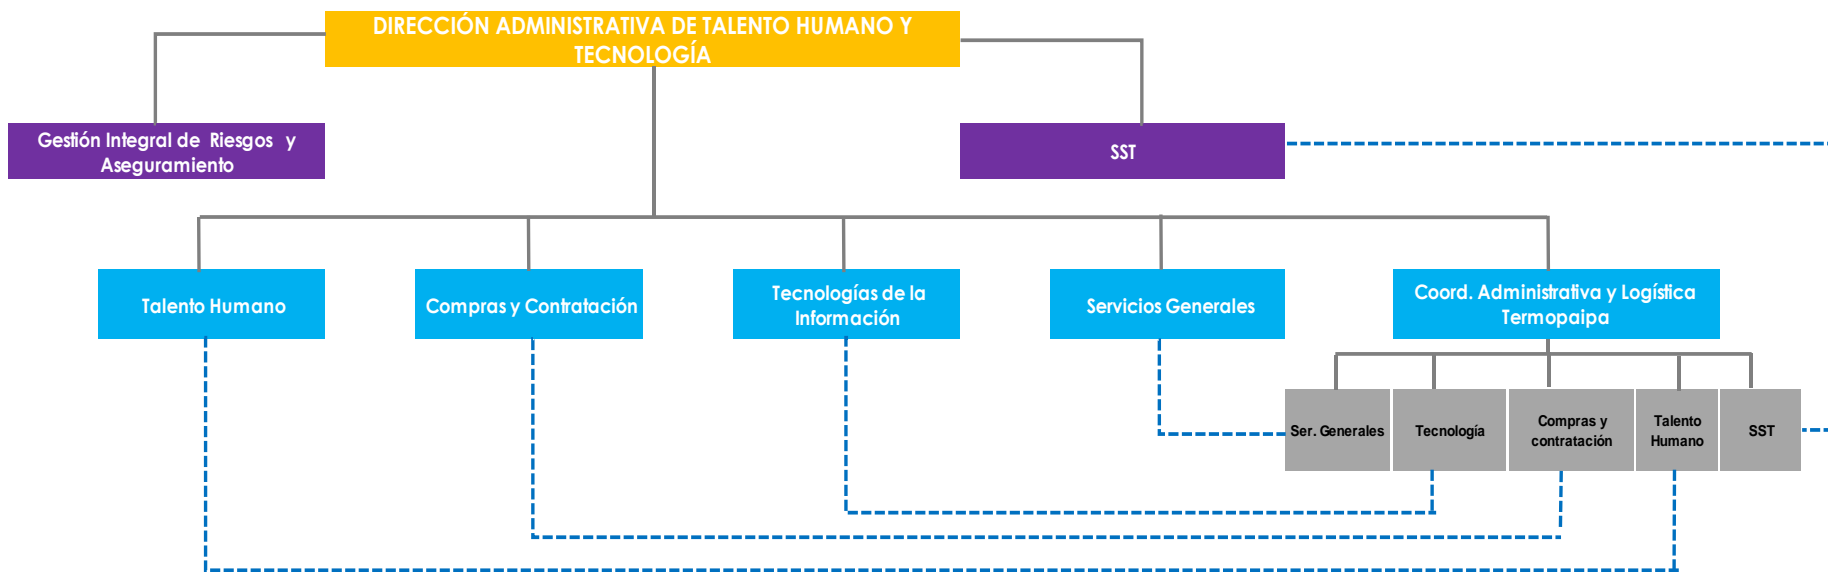 DIRECCIÓN ADMINISTRATIVA DE TALENTO HUMANO Y
TECNOLOGÍA
Gestión Integral de Riesgos y
Aseguramiento
SST
Talento Humano
Compras y Contratación
Tecnologías de la
Información
Servicios Generales
Coord. Administrativa y Logística
Termopaipa
Ser. Generales
Tecnología
Compras y
contratación
Talento
Humano
SST